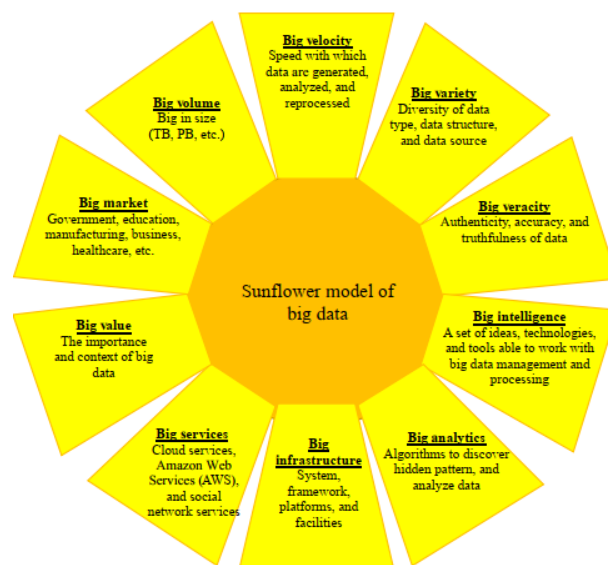 Big velocity
Speed with which
data are generated,
analyzed, and
reprocessed
Big variety
Diversity of data
type, data structure,
and data source
Big veracity
Authenticity, accuracy, and
truthfulness of data
Big intelligence
A set of ideas, technologies,
and tools able to work with
big data management and
processing
Big analytics
Algorithms to discover
hidden pattern, and
analyze data
Big
infrastructure
System,
framework,
platforms, and
facilities
Big services
Cloud services,
Amazon Web
Services (AWS),
and social
network services
Big value
The importance
and context of big
data
Big market
Government, education,
manufacturing, business,
healthcare, etc.
Big volume
Big in size
(TB, PB, etc.)
Sunflower model of
big data